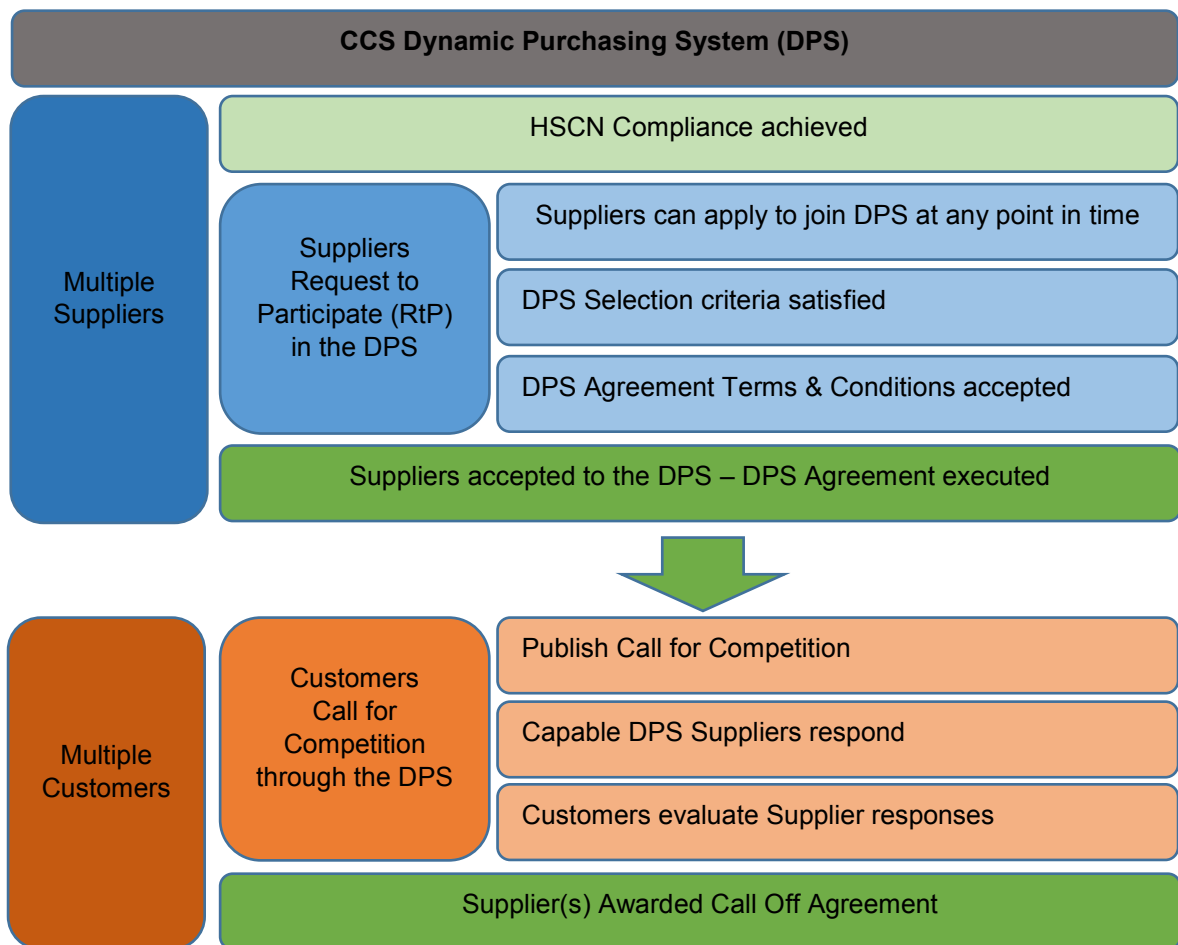 CCS Dynamic Purchasing System (DPS)
HSCN Compliance achieved
Multiple
Suppliers
Suppliers
Request to
Participate (RtP)
in the DPS
Suppliers can apply to join DPS at any point in time
DPS Selection criteria satisfied
DPS Agreement Terms & Conditions accepted
Suppliers accepted to the DPS – DPS Agreement executed
Multiple
Customers
Customers
Call for
Competition
through the DPS
Publish Call for Competition
Capable DPS Suppliers respond
Customers evaluate Supplier responses
Supplier(s) Awarded Call Off Agreement